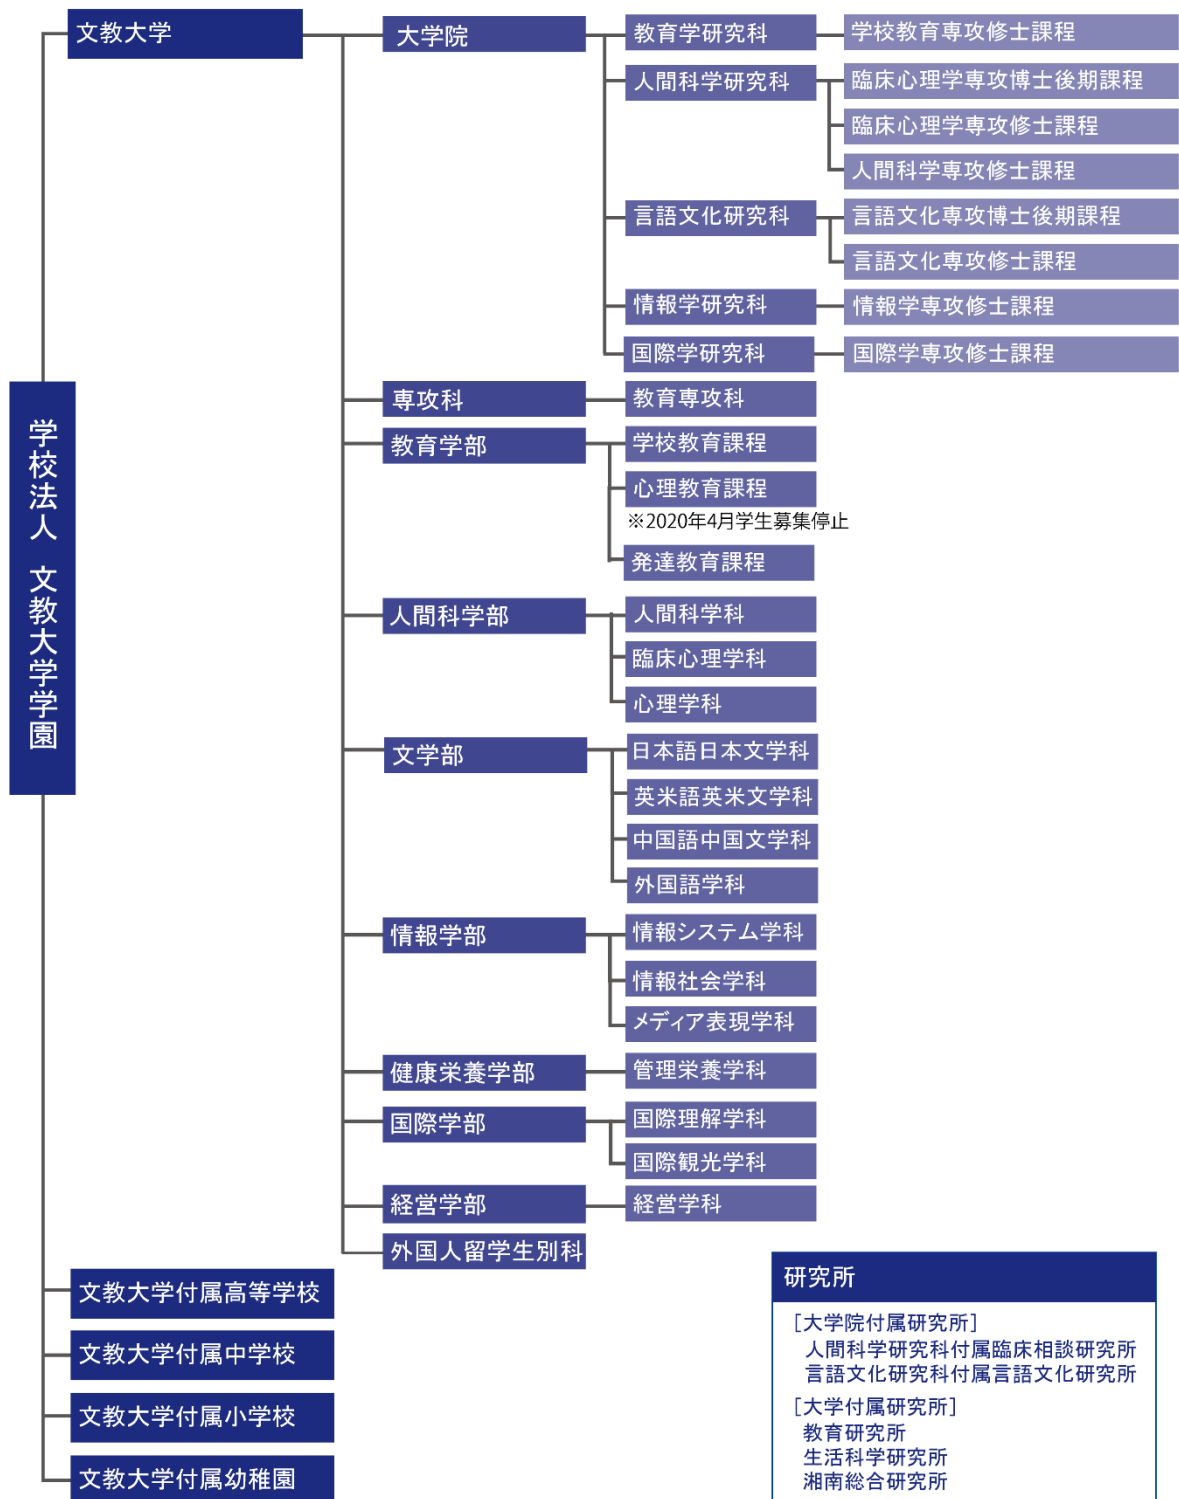 学校法人 文教大学学園
文教大学
大学院
教育学研究科
学校教育専攻修士課程
人間科学研究科
臨床心理学専攻博士後期課程
臨床心理学専攻修士課程
人間科学専攻修士課程
言語文化研究科
言語文化専攻博士後期課程
言語文化専攻修士課程
情報学研究科
情報学専攻修士課程
国際学研究科
国際学専攻修士課程
専攻科
教育専攻科
教育学部
学校教育課程
心理教育課程
※2020年4月学生募集停止
発達教育課程
人間科学部
人間科学科
臨床心理学科
心理学科
文学部
日本語日本文学科
英米語英米文学科
中国語中国文学科
外国語学科
情報学部
情報システム学科
情報社会学科
メディア表現学科
健康栄養学部
管理栄養学科
国際学部
国際理解学科
国際観光学科
経営学部
経営学科
外国人留学生別科
文教大学付属高等学校
文教大学付属中学校
文教大学付属小学校
文教大学付属幼稚園
研究所
［大学院付属研究所］
人間科学研究科付属臨床相談研究所
言語文化研究科付属言語文化研究所
［大学付属研究所］
教育研究所
生活科学研究所
湘南総合研究所